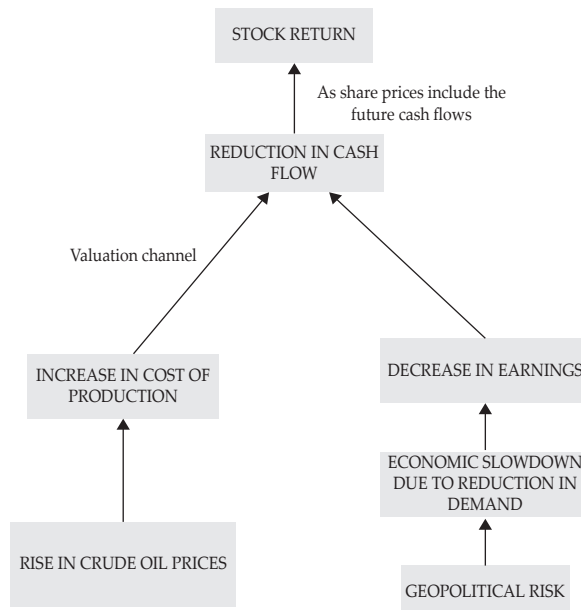 STOCK RETURN
As share prices include the
future cash flows
REDUCTION IN CASH
FLOW
Valuation channel
INCREASE IN COST OF
PRODUCTION
DECREASE IN EARNINGS
ECONOMIC SLOWDOWN
DUE TO REDUCTION IN
DEMAND
RISE IN CRUDE OIL PRICES
GEOPOLITICAL RISK